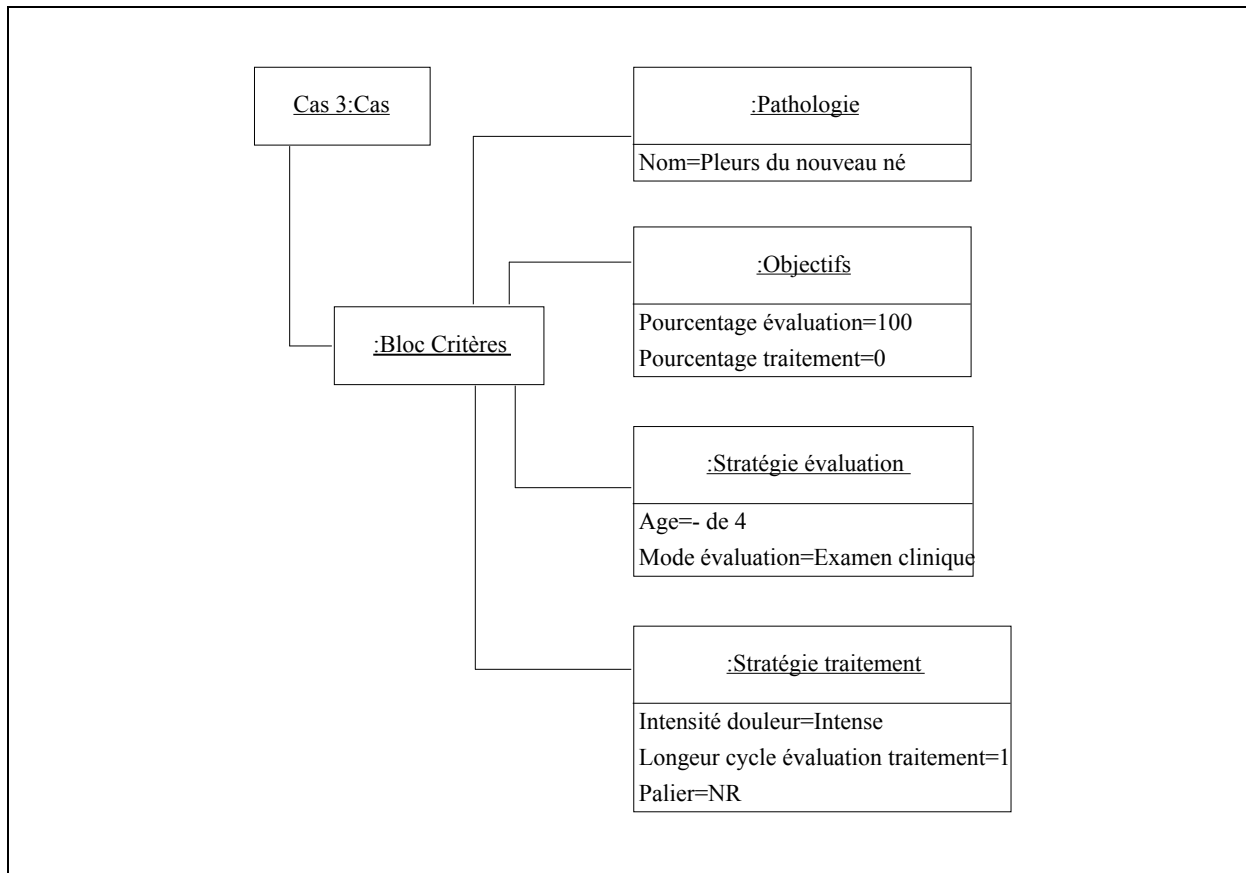 Cas 3:Cas
:Pathologie
Nom=Pleurs du nouveau né
:Objectifs
Pourcentage évaluation=100
Pourcentage traitement=0
:Bloc Critères
:Stratégie évaluation
Age=- de 4
Mode évaluation=Examen clinique
:Stratégie traitement
Intensité douleur=Intense
Longeur cycle évaluation traitement=1
Palier=NR